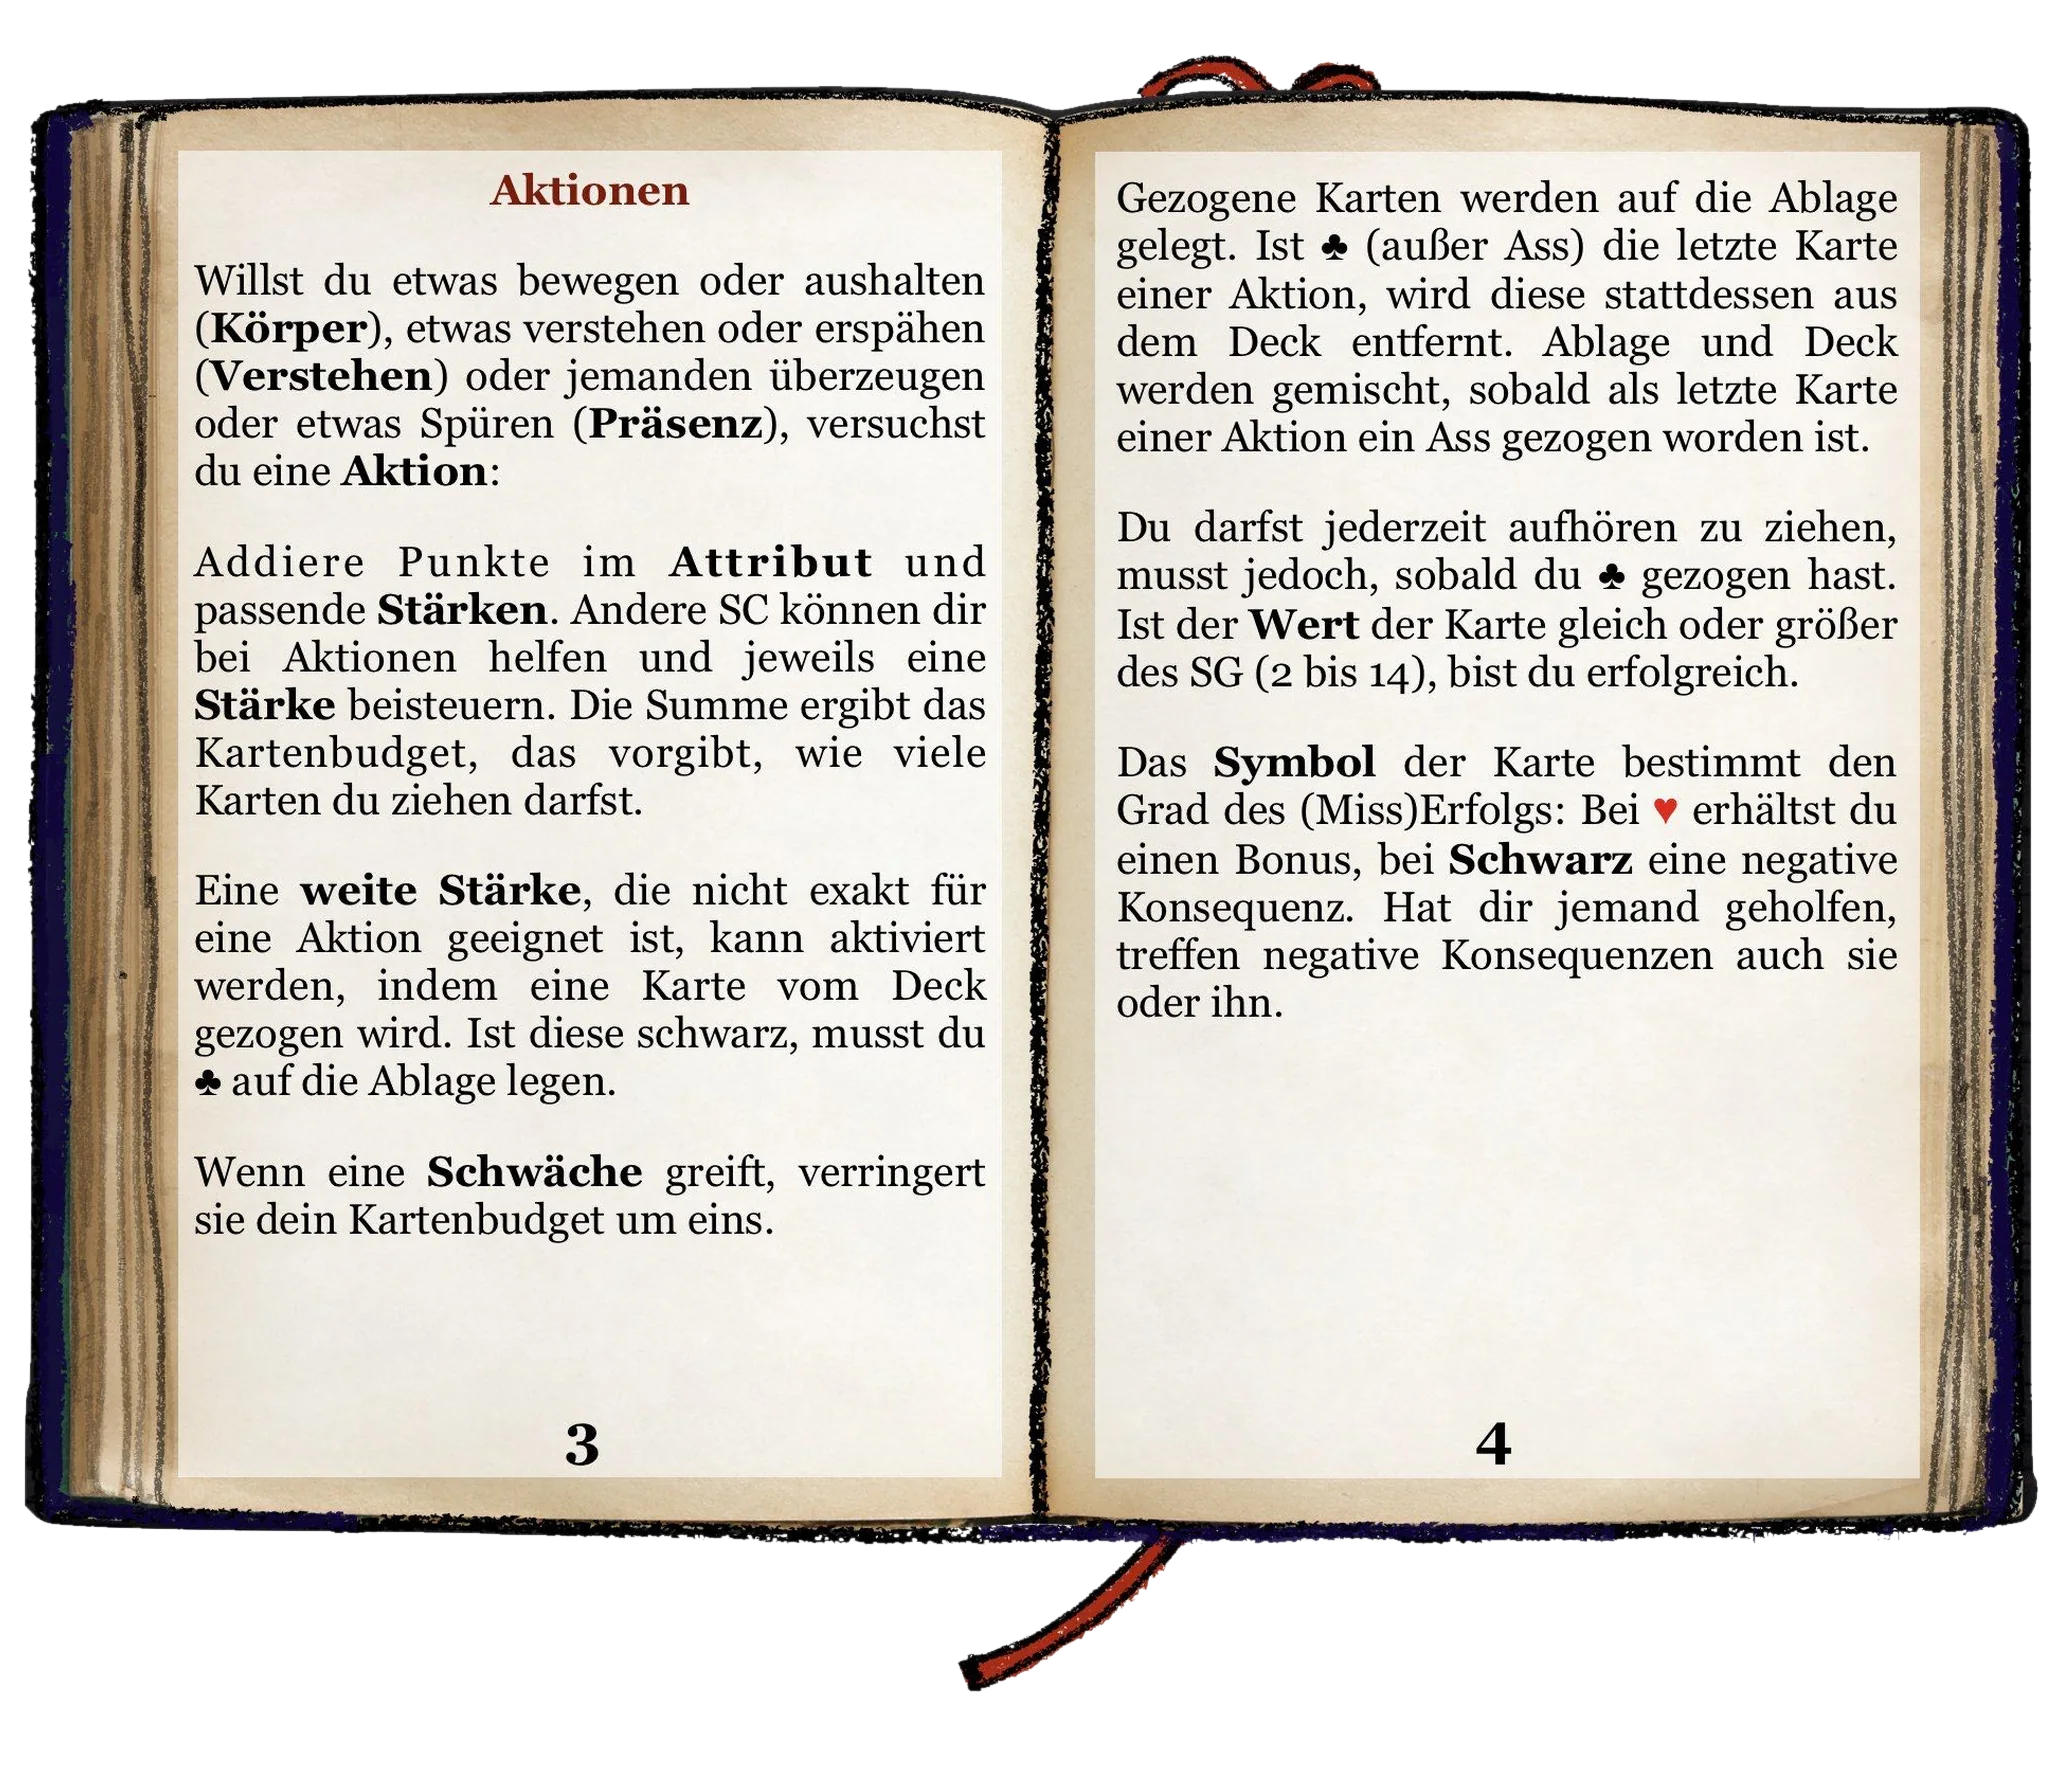 Aktionen
Willst du etwas bewegen oder aushalten
(Körper), etwas verstehen oder erspähen
(Verstehen) oder jemanden überzeugen
oder etwas Spüren (Präsenz), versuchst
du eine Aktion:
Addiere Punkte im Attribut und
passende Stärken. Andere SC können dir
bei Aktionen helfen und jeweils eine
Stärke beisteuern. Die Summe ergibt das
Kartenbudget, das vorgibt, wie viele
Karten du ziehen darfst.
Eine weite Stärke, die nicht exakt für
eine Aktion geeignet ist, kann aktiviert
werden, indem eine Karte vom Deck
gezogen wird. Ist diese schwarz, musst du
♣ auf die Ablage legen.
Wenn eine Schwäche greift, verringert
sie dein Kartenbudget um eins.
3
Gezogene Karten werden auf die Ablage
gelegt. Ist ♣ (außer Ass) die letzte Karte
einer Aktion, wird diese stattdessen aus
dem Deck entfernt. Ablage und Deck
werden gemischt, sobald als letzte Karte
einer Aktion ein Ass gezogen worden ist.
Du darfst jederzeit aufhören zu ziehen,
musst jedoch, sobald du ♣ gezogen hast.
Ist der Wert der Karte gleich oder größer
des SG (2 bis 14), bist du erfolgreich.
Das Symbol der Karte bestimmt den
Grad des (Miss)Erfolgs: Bei ♥ erhältst du
einen Bonus, bei Schwarz eine negative
Konsequenz. Hat dir jemand geholfen,
treffen negative Konsequenzen auch sie
oder ihn.
4